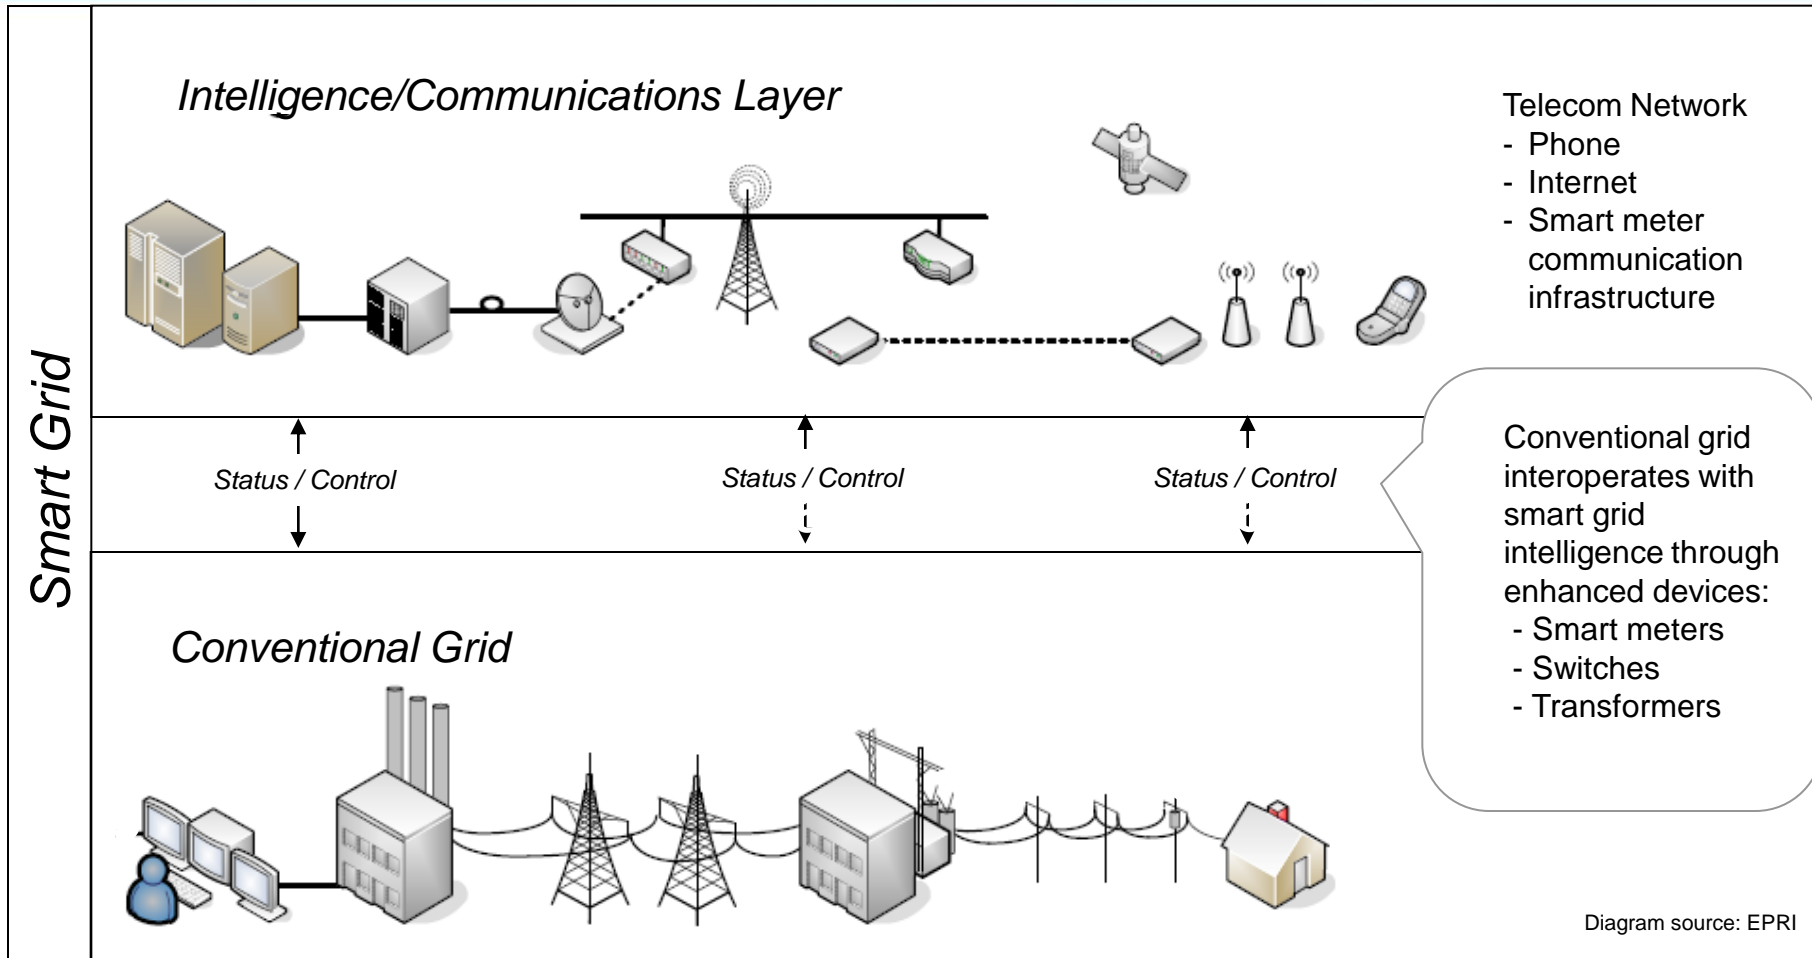 Smart Grid
Intelligence/Communications Layer
Telecom Network
- Phone
- Internet
- Smart meter
communication
infrastructure
Status / Control
Status / Control
Status / Control
Conventional grid
interoperates with
smart grid
intelligence through
enhanced devices:
- Smart meters
- Switches
- Transformers
Conventional Grid
Diagram source: EPRI